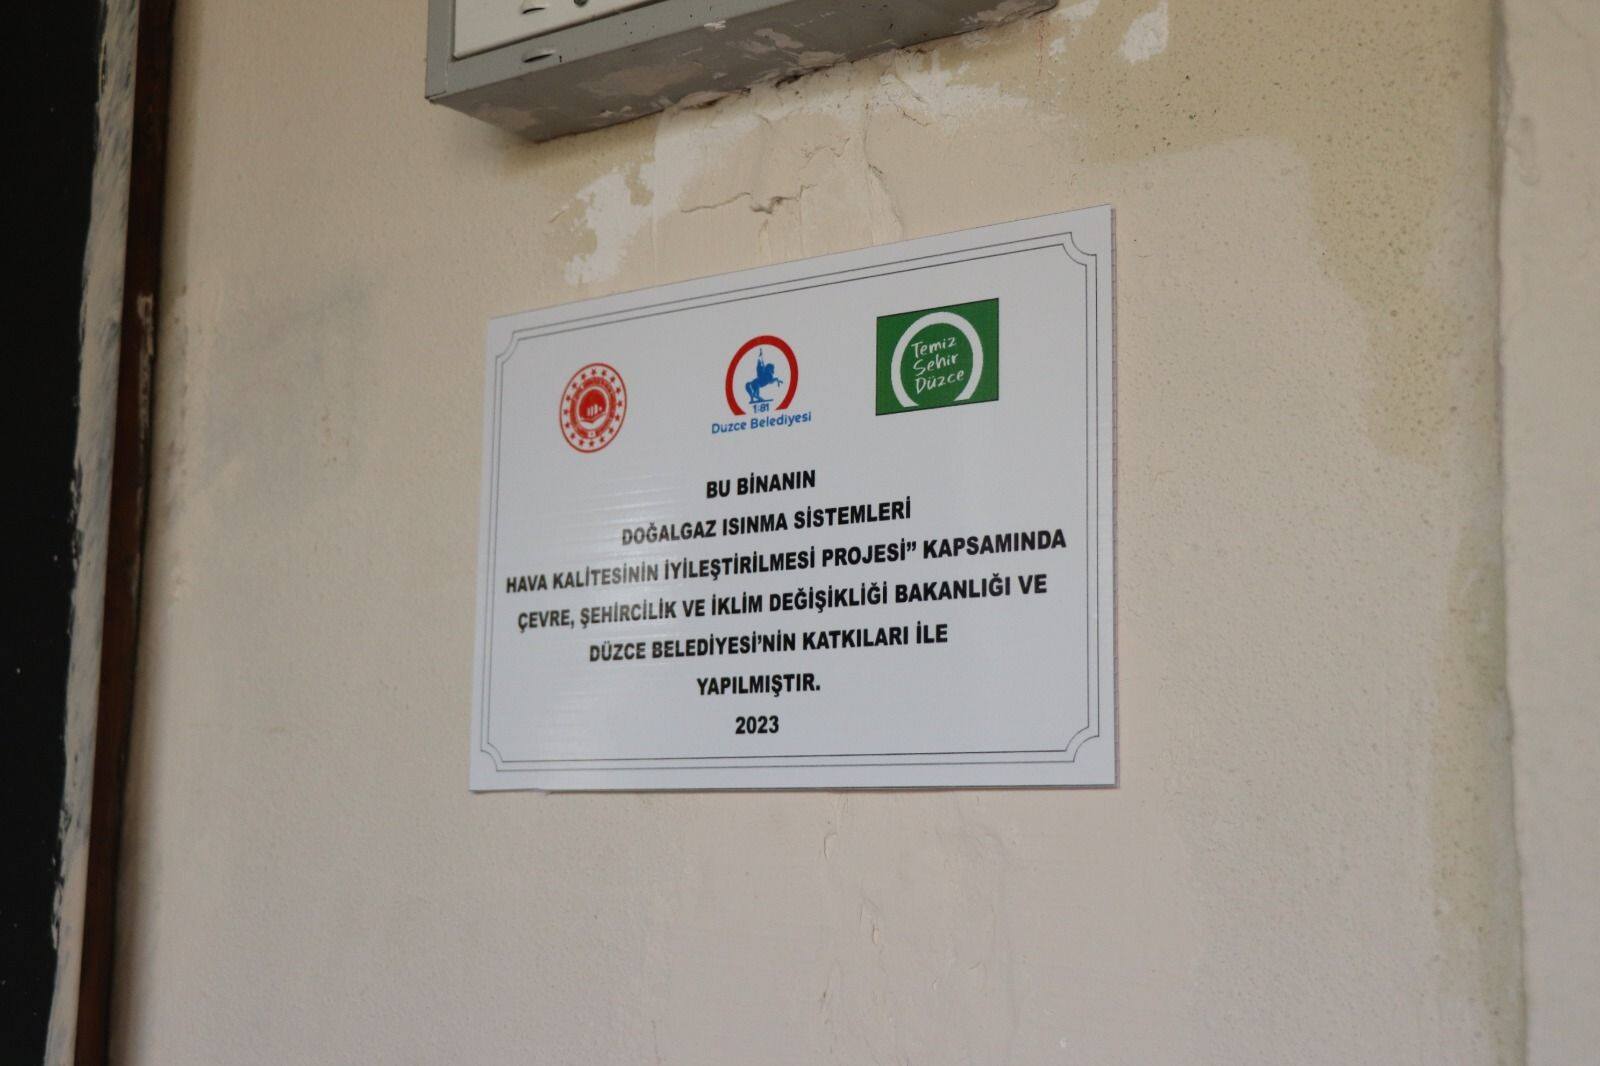 Temiz
Şehir
Düzce
1:81
Düzce Belediyesi
BU BİNANIN
DOĞALGAZ ISINMA SİSTEMLERİ
HAVA KALİTESİNİN İYİLEŞTİRİLMESİ PROJESİ” KAPSAMINDA
ÇEVRE, ŞEHİRCİLİK VE İKLİM DEĞİŞİKLİĞİ BAKANLIĞI VE
DÜZCE BELEDİYESİ’NİN KATKILARI İLE
YAPILMIŞTIR.
2023